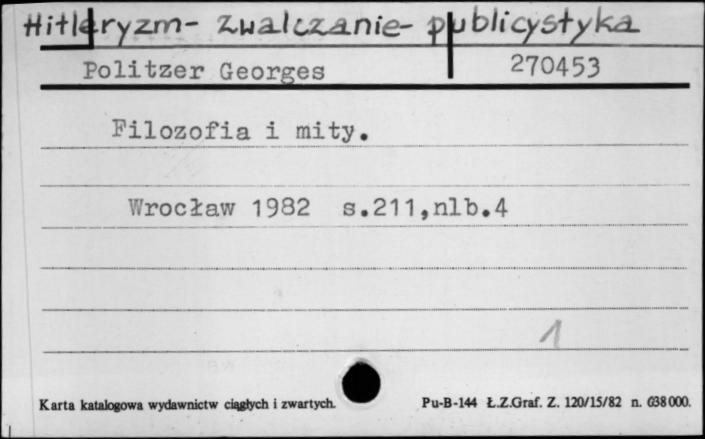 Hitleryzm- zwalczanie- publicystyka
Politzer Georges 270453
Filozofia i mity.
Wrocław 1982 s.211,nlb.4
1
Karta katalogowa wydawnictw ciągłych i zwartych. Pu-B-144 Ł.Z.Graf. Z. 120/15/82 n. 638000.